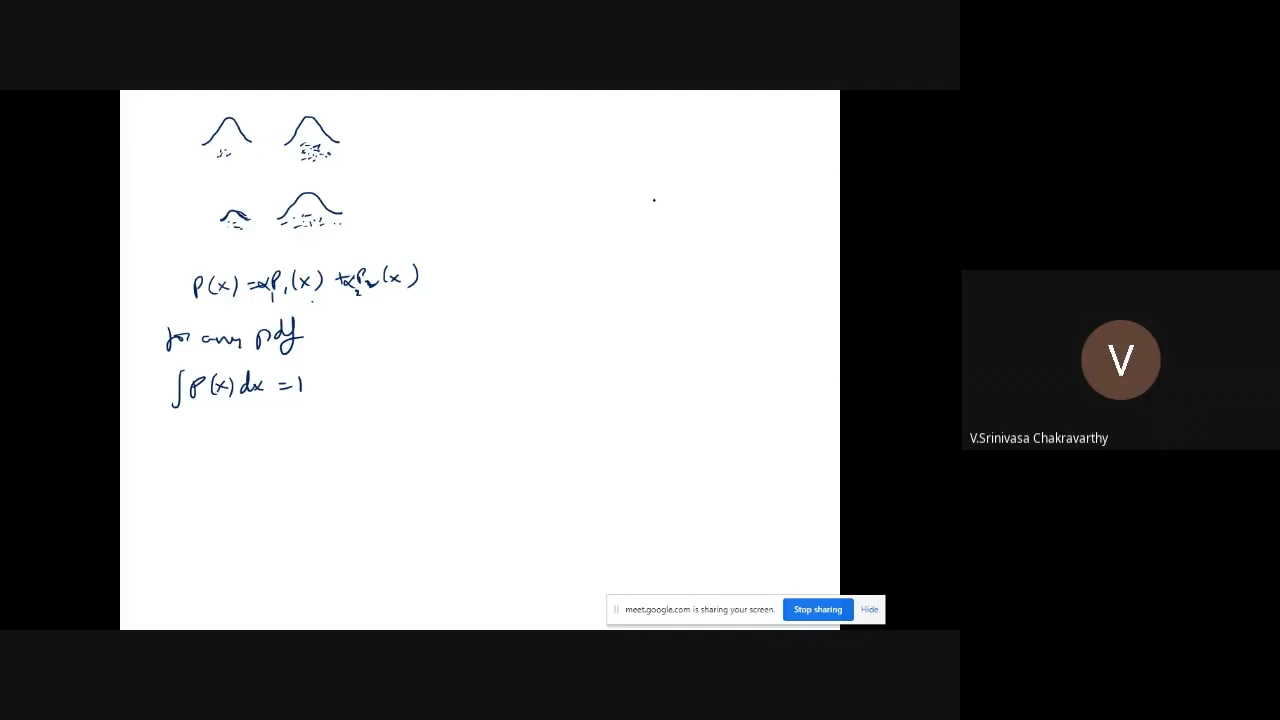 P(x) = α₁P₁(x) + α₂P₂(x)
for any pdf
∫P(x)dx = 1
V
V.Srinivasa Chakravarthy
meet.google.com is sharing your screen. Stop sharing Hide